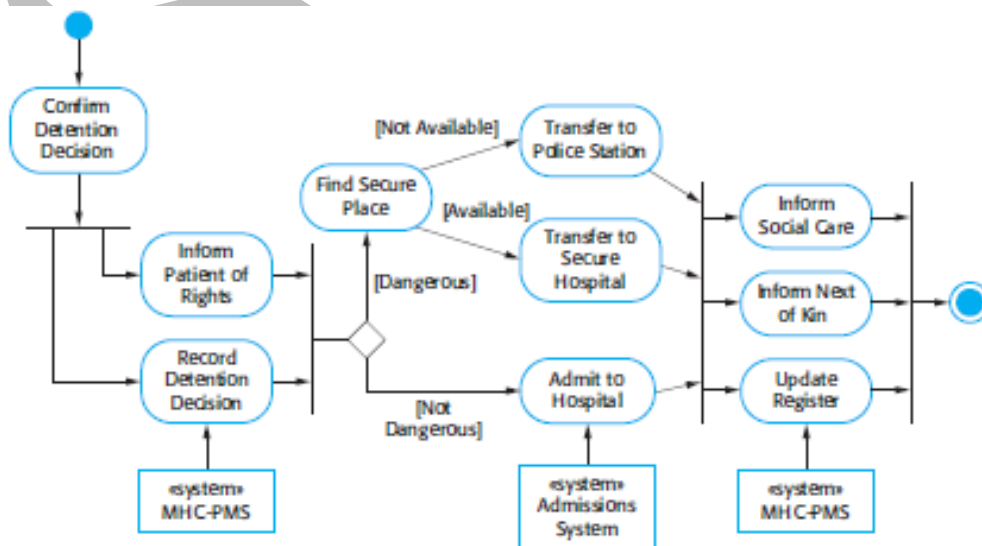 Confirm
Detention
Decision
Inform
Patient of
Rights
Record
Detention
Decision
«system»
MHC-PMS
Find Secure
Place
[Not Available]
[Available]
[Dangerous]
[Not
Dangerous]
Transfer to
Police Station
Transfer to
Secure
Hospital
Admit to
Hospital
«system»
Admissions
System
Inform
Social Care
Inform Next
of Kin
Update
Register
«system»
MHC-PMS